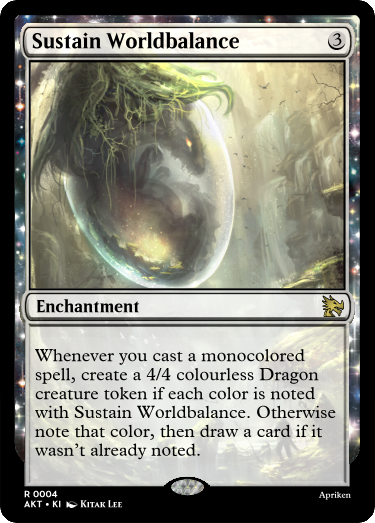 Sustain Worldbalance 3
Enchantment
Whenever you cast a monocolored
spell, create a 4/4 colourless Dragon
creature token if each color is noted
with Sustain Worldbalance. Otherwise
note that color, then draw a card if it
wasn't already noted.
R 0004 Apriken
AKT • KI Kitak Lee